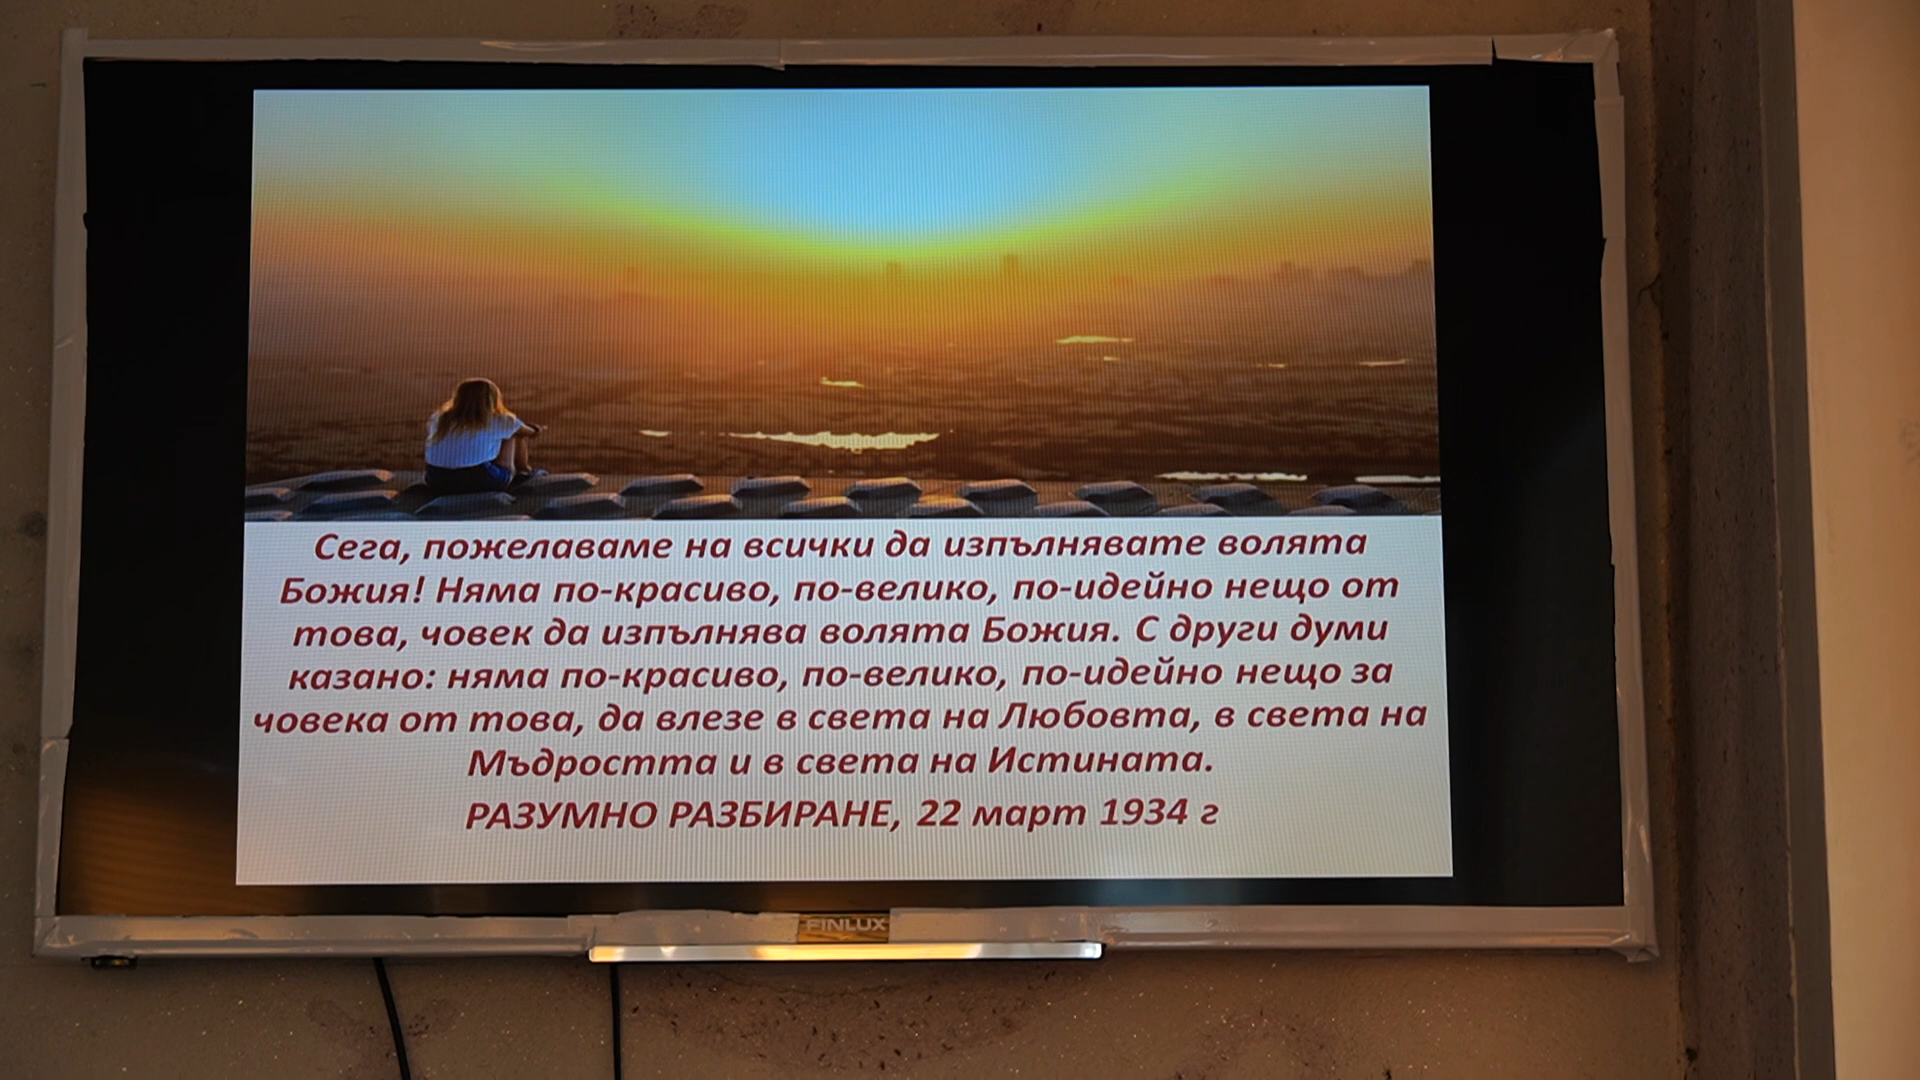 Сега, пожелаваме на всички да изпълнявате волята
Божия! Няма по-красиво, по-велико, по-идейно нещо от
това, човек да изпълнява волята Божия. С други думи
казано: няма по-красиво, по-велико, по-идейно нещо за
човека от това, да влезе в света на Любовта, в света на
Мъдростта и в света на Истината.
РАЗУМНО РАЗБИРАНЕ, 22 март 1934 г
FINLUX